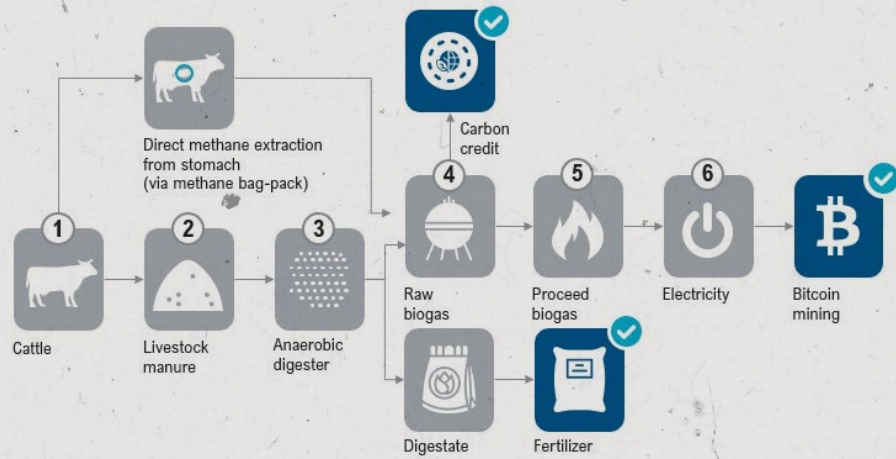 Direct methane extraction
from stomach
(via methane bag-pack)
Carbon
credit
1
Cattle
2
Livestock
manure
3
Anaerobic
digester
4
Raw
biogas
5
Proceed
biogas
6
Electricity
₿
Bitcoin
mining
Digestate
Fertilizer